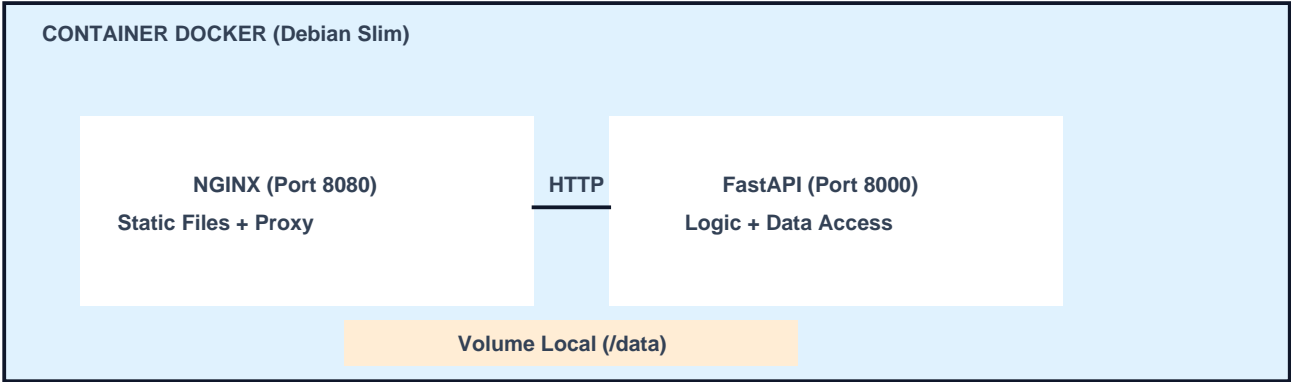 CONTAINER DOCKER (Debian Slim)
NGINX (Port 8080)
Static Files + Proxy
HTTP
FastAPI (Port 8000)
Logic + Data Access
Volume Local (/data)